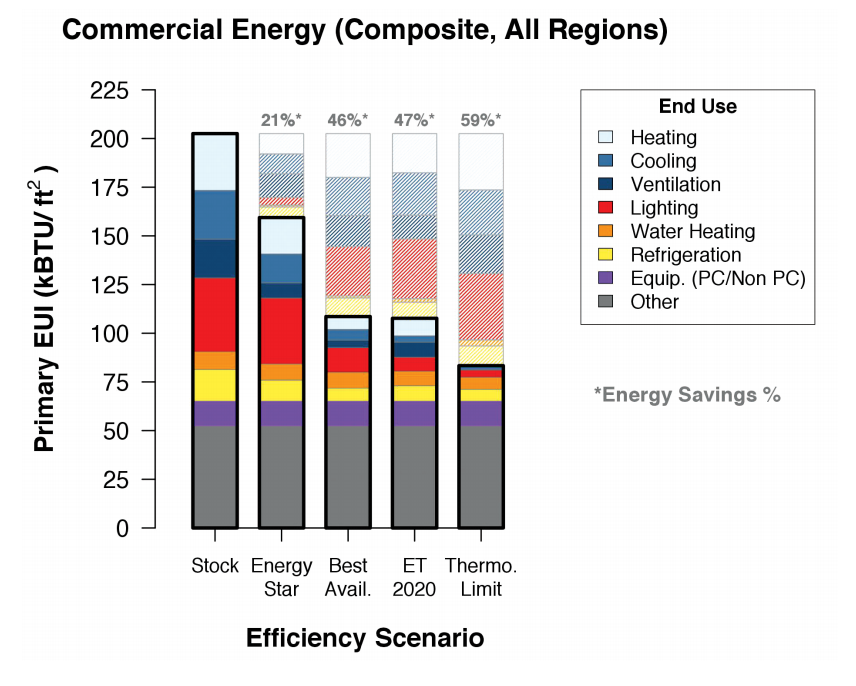 Commercial Energy (Composite, All Regions)
Primary EUI (kBTU/ ft²)
225
200
175
150
125
100
75
50
25
0
21%*
46%*
47%*
59%*
Stock
Energy
Star
Best
Avail.
ET
2020
Thermo.
Limit
Efficiency Scenario
End Use
Heating
Cooling
Ventilation
Lighting
Water Heating
Refrigeration
Equip. (PC/Non PC)
Other
*Energy Savings %